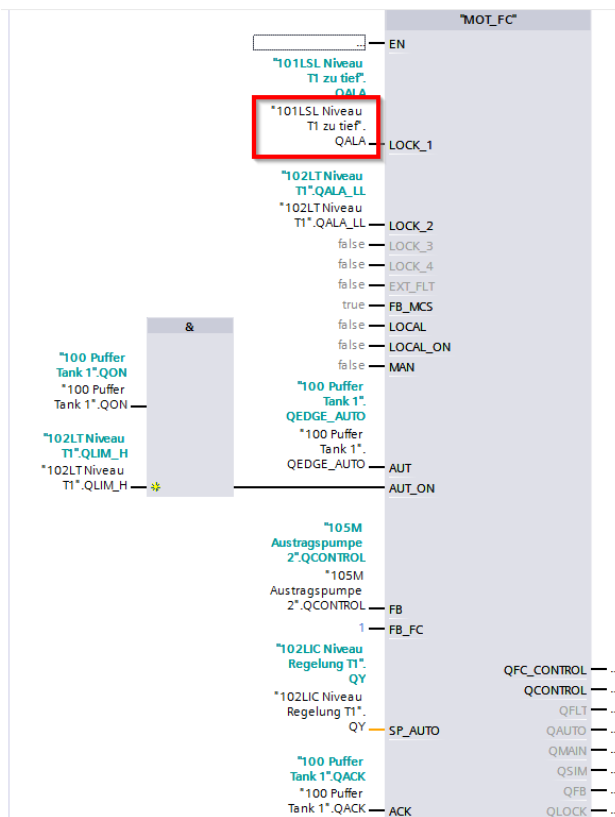 "MOT_FC"
... EN
"101LSL Niveau
T1 zu tief".
QALA
"101LSL Niveau
T1 zu tief".
QALA LOCK_1
"102LT Niveau
T1".QALA_LL
"102LT Niveau
T1".QALA_LL LOCK_2
false LOCK_3
false LOCK_4
false EXT_FLT
true FB_MCS
false LOCAL
false LOCAL_ON
false MAN
&
"100 Puffer
Tank 1".QON
"100 Puffer
Tank 1".QON
"102LT Niveau
T1".QLIM_H
"102LT Niveau
T1".QLIM_H
"100 Puffer
Tank 1".
QEDGE_AUTO
"100 Puffer
Tank 1".
QEDGE_AUTO AUT
AUT_ON
"105M
Austragspumpe
2".QCONTROL
"105M
Austragspumpe
2".QCONTROL FB
1 FB_FC
"102LIC Niveau
Regelung T1".
QY
"102LIC Niveau
Regelung T1".
QY SP_AUTO
"100 Puffer
Tank 1".QACK
"100 Puffer
Tank 1".QACK ACK
QFC_CONTROL
QCONTROL
QFLT
QAUTO
QMAIN
QSIM
QFB
QLOCK